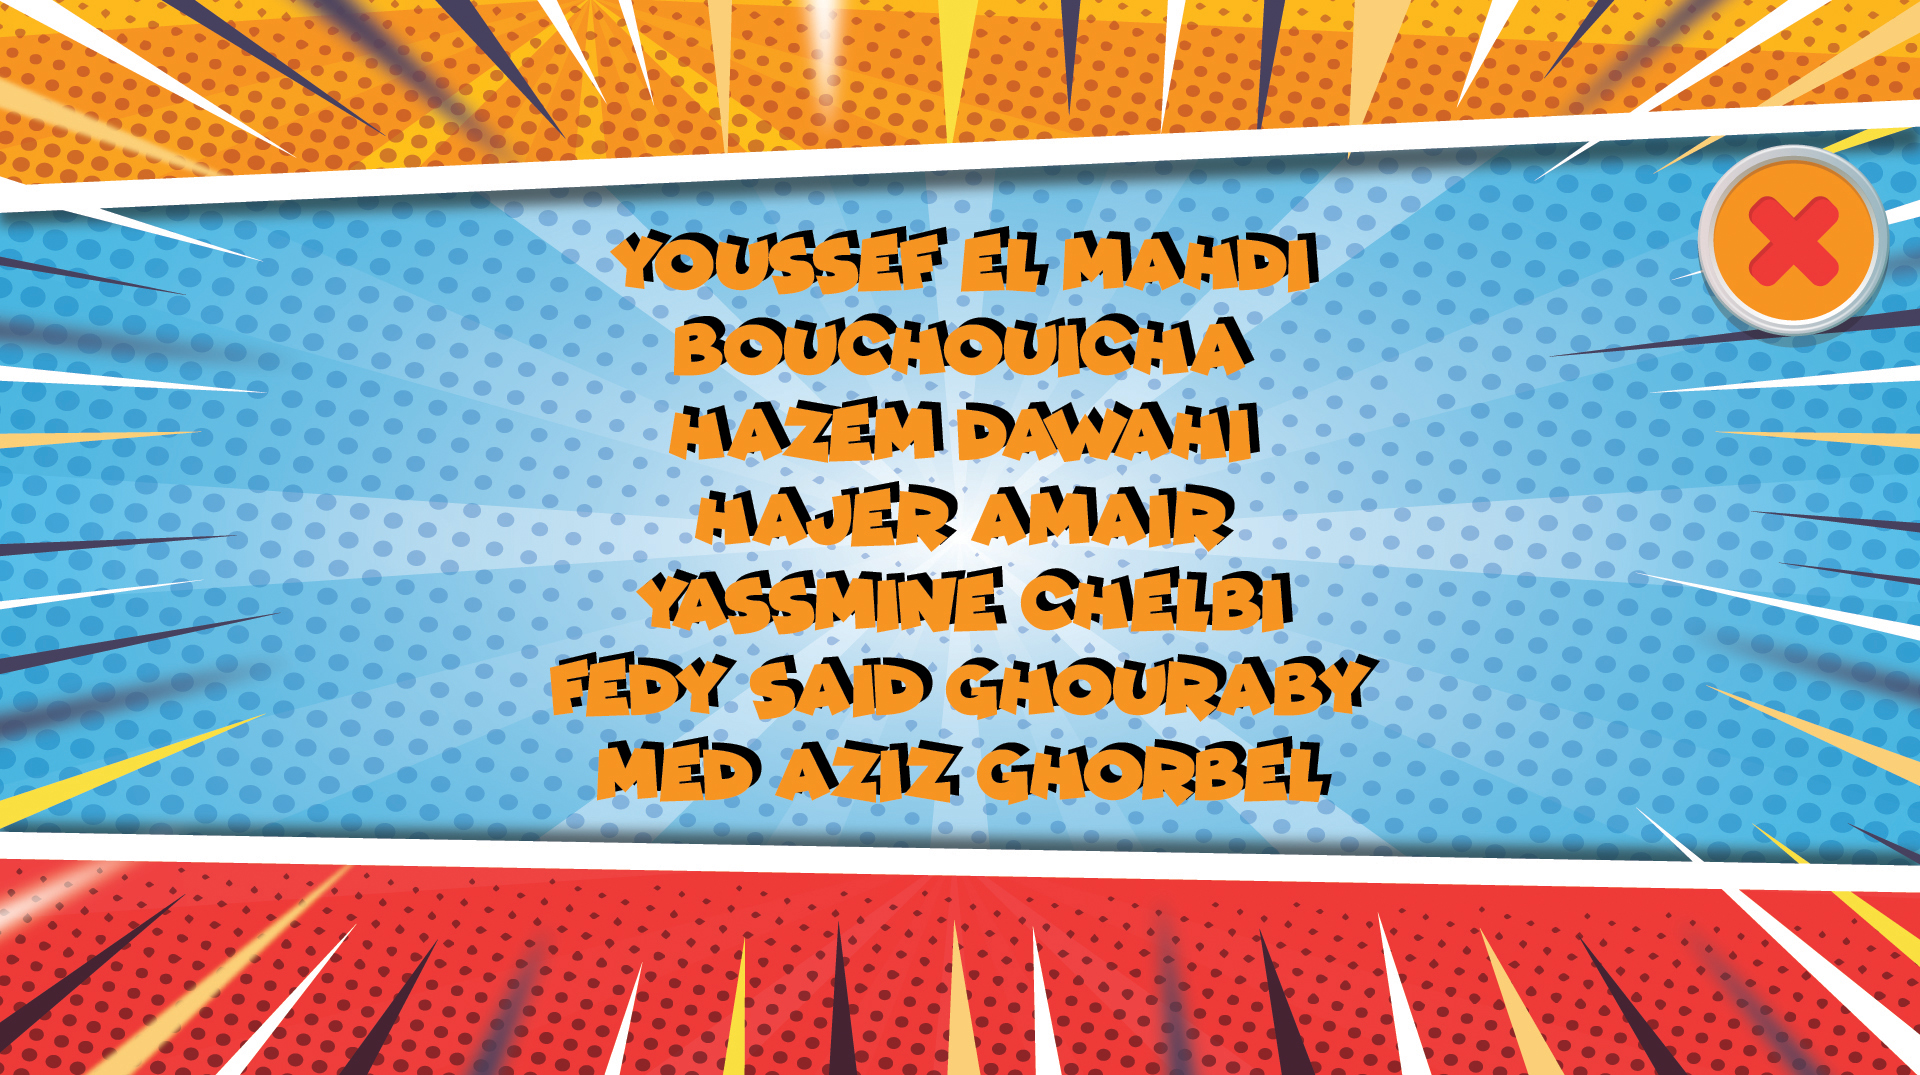 YOUSSEF EL MAHDI
BOUCHOUICHA
HAZEM DAWAHI
HAJER AMAIR
YASSMINE CHELBI
FEDY SAID GHOURABY
MED AZIZ GHORBEL